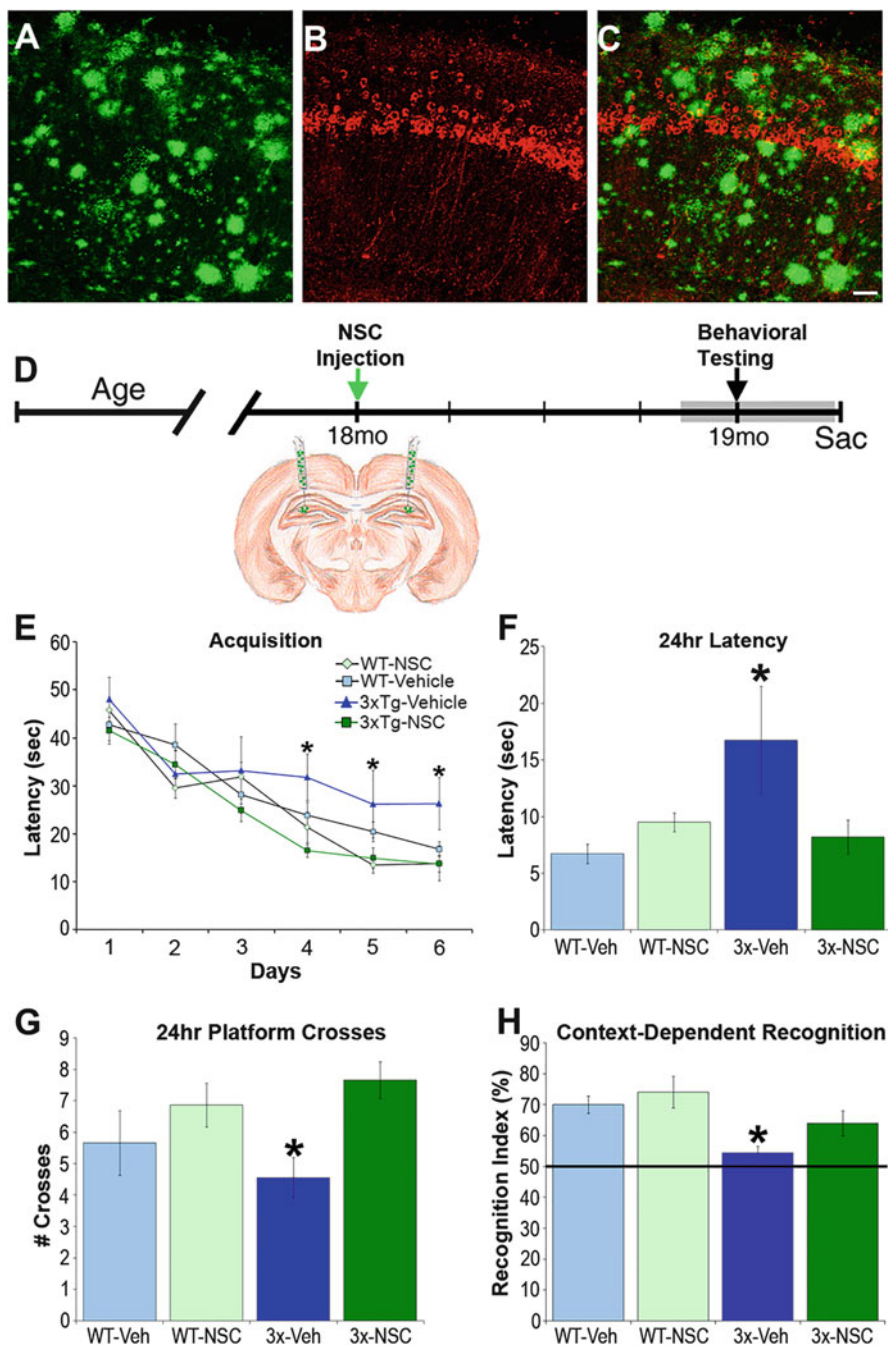 A
B
C
D
Age
NSC
Injection
Behavioral
Testing
18mo
19mo
Sac
E
Acquisition
WT-NSC
WT-Vehicle
3xTg-Vehicle
3xTg-NSC
Latency (sec)
60
50
40
30
20
10
0
* * *
1 2 3 4 5 6
Days
F
24hr Latency
Latency (sec)
25
20
15
10
5
0
*
WT-Veh WT-NSC 3x-Veh 3x-NSC
G
24hr Platform Crosses
# Crosses
9
8
7
6
5
4
3
2
1
0
*
WT-Veh WT-NSC 3x-Veh 3x-NSC
H
Context-Dependent Recognition
Recognition Index (%)
90
80
70
60
50
40
30
20
10
0
*
WT-Veh WT-NSC 3x-Veh 3x-NSC